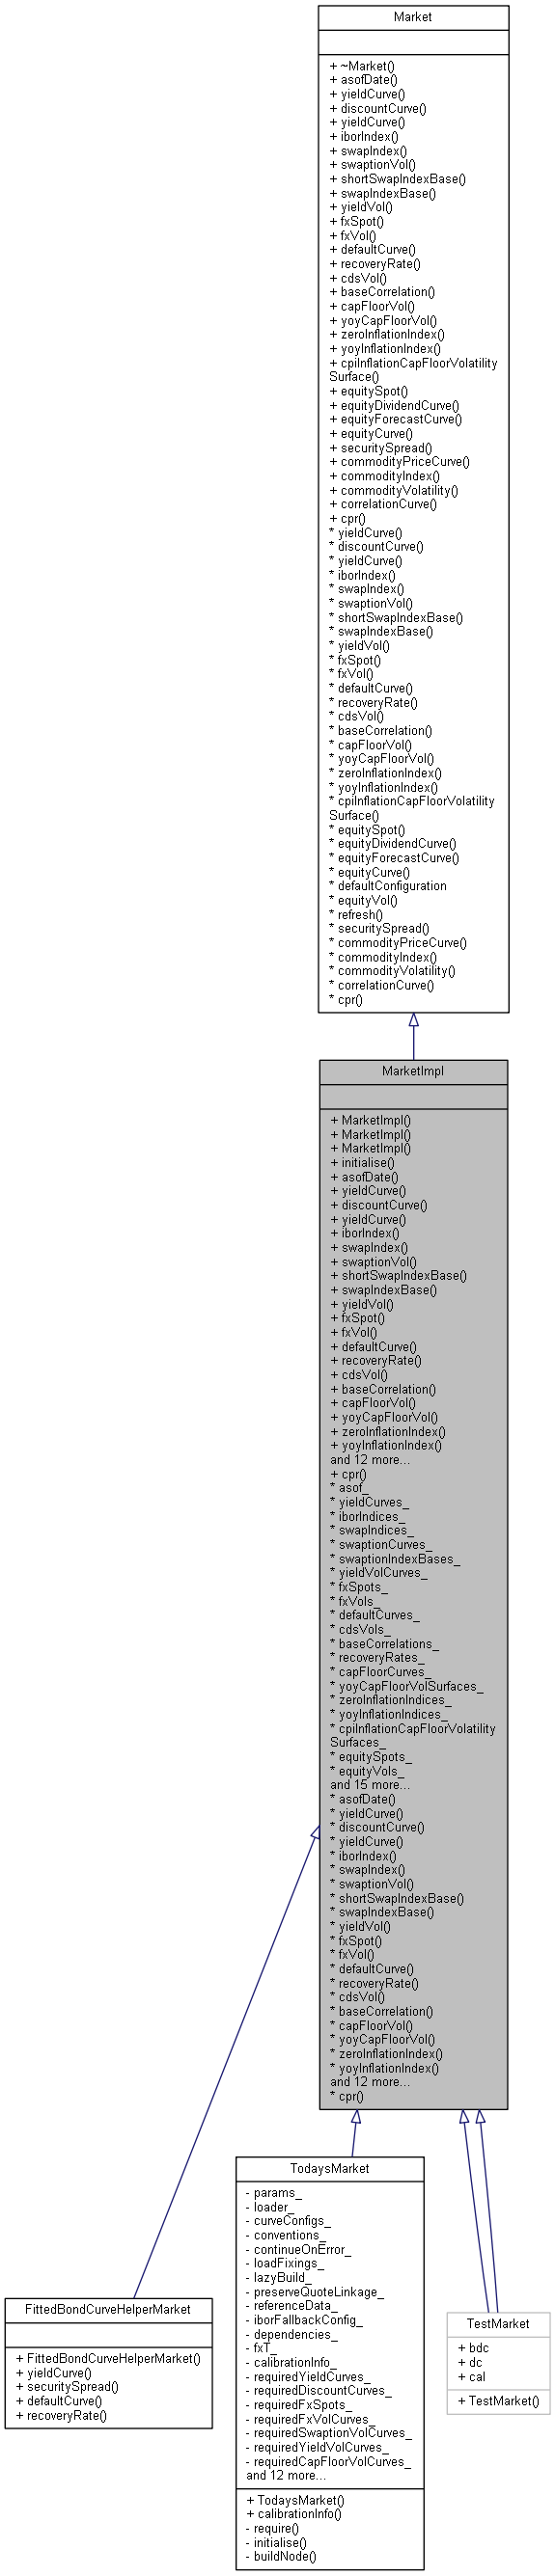 Market
+ ~Market()
+ asofDate()
+ yieldCurve()
+ discountCurve()
+ yieldCurve()
+ iborIndex()
+ swapIndex()
+ swaptionVol()
+ shortSwapIndexBase()
+ swapIndexBase()
+ yieldVol()
+ fxSpot()
+ fxVol()
+ defaultCurve()
+ recoveryRate()
+ cdsVol()
+ baseCorrelation()
+ capFloorVol()
+ yoyCapFloorVol()
+ zeroInflationIndex()
+ yoyInflationIndex()
+ cpiInflationCapFloorVolatility
Surface()
+ equitySpot()
+ equityDividendCurve()
+ equityForecastCurve()
+ equityCurve()
+ securitySpread()
+ commodityPriceCurve()
+ commodityIndex()
+ commodityVolatility()
+ correlationCurve()
+ cpr()
* yieldCurve()
* discountCurve()
* yieldCurve()
* iborIndex()
* swapIndex()
* swaptionVol()
* shortSwapIndexBase()
* swapIndexBase()
* yieldVol()
* fxSpot()
* fxVol()
* defaultCurve()
* recoveryRate()
* cdsVol()
* baseCorrelation()
* capFloorVol()
* yoyCapFloorVol()
* zeroInflationIndex()
* yoyInflationIndex()
* cpiInflationCapFloorVolatility
Surface()
* equitySpot()
* equityDividendCurve()
* equityForecastCurve()
* equityCurve()
* defaultConfiguration
* equityVol()
* refresh()
* securitySpread()
* commodityPriceCurve()
* commodityIndex()
* commodityVolatility()
* correlationCurve()
* cpr()
MarketImpl
+ MarketImpl()
+ MarketImpl()
+ MarketImpl()
+ initialise()
+ asofDate()
+ yieldCurve()
+ discountCurve()
+ yieldCurve()
+ iborIndex()
+ swapIndex()
+ swaptionVol()
+ shortSwapIndexBase()
+ swapIndexBase()
+ yieldVol()
+ fxSpot()
+ fxVol()
+ defaultCurve()
+ recoveryRate()
+ cdsVol()
+ baseCorrelation()
+ capFloorVol()
+ yoyCapFloorVol()
+ zeroInflationIndex()
+ yoyInflationIndex()
and 12 more...
+ cpr()
* asof_
* yieldCurves_
* iborIndices_
* swapIndices_
* swaptionCurves_
* swaptionIndexBases_
* yieldVolCurves_
* fxSpots_
* fxVols_
* defaultCurves_
* cdsVols_
* baseCorrelations_
* recoveryRates_
* capFloorCurves_
* yoyCapFloorVolSurfaces_
* zeroInflationIndices_
* yoyInflationIndices_
* cpiInflationCapFloorVolatility
Surfaces_
* equitySpots_
* equityVols_
and 15 more...
* asofDate()
* yieldCurve()
* discountCurve()
* yieldCurve()
* iborIndex()
* swapIndex()
* swaptionVol()
* shortSwapIndexBase()
* swapIndexBase()
* yieldVol()
* fxSpot()
* fxVol()
* defaultCurve()
* recoveryRate()
* cdsVol()
* baseCorrelation()
* capFloorVol()
* yoyCapFloorVol()
* zeroInflationIndex()
* yoyInflationIndex()
and 12 more...
* cpr()
FittedBondCurveHelperMarket
+ FittedBondCurveHelperMarket()
+ yieldCurve()
+ securitySpread()
+ defaultCurve()
+ recoveryRate()
TodaysMarket
- params_
- loader_
- curveConfigs_
- conventions_
- continueOnError_
- loadFixings_
- lazyBuild_
- preserveQuoteLinkage_
- referenceData_
- iborFallbackConfig_
- dependencies_
- fxT_
- calibrationInfo_
- requiredYieldCurves_
- requiredDiscountCurves_
- requiredFxSpots_
- requiredFxVolCurves_
- requiredSwaptionVolCurves_
- requiredYieldVolCurves_
- requiredCapFloorVolCurves_
and 12 more...
+ TodaysMarket()
+ calibrationInfo()
- require()
- initialise()
- buildNode()
TestMarket
+ bdc
+ dc
+ cal
+ TestMarket()